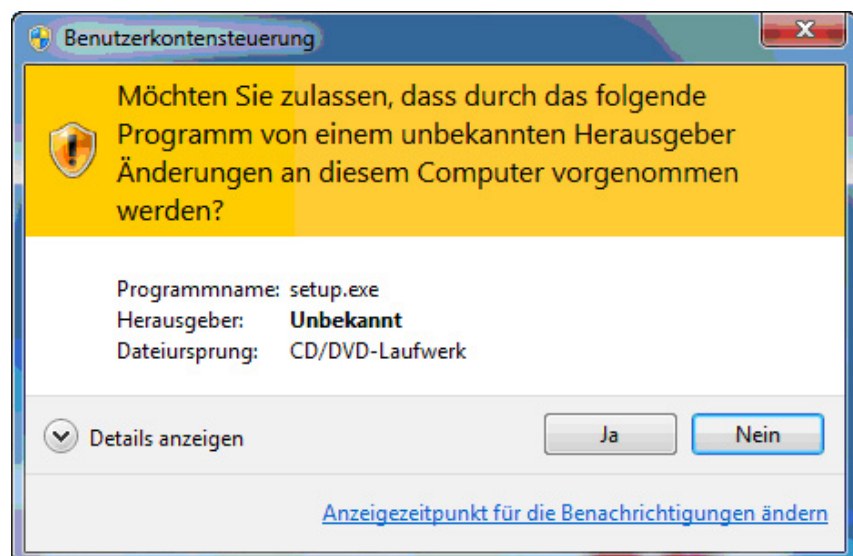 Benutzerkontensteuerung
Möchten Sie zulassen, dass durch das folgende
Programm von einem unbekannten Herausgeber
Änderungen an diesem Computer vorgenommen
werden?
Programmname: setup.exe
Herausgeber: Unbekannt
Dateiursprung: CD/DVD-Laufwerk
Details anzeigen Ja Nein
Anzeigezeitpunkt für die Benachrichtigungen ändern